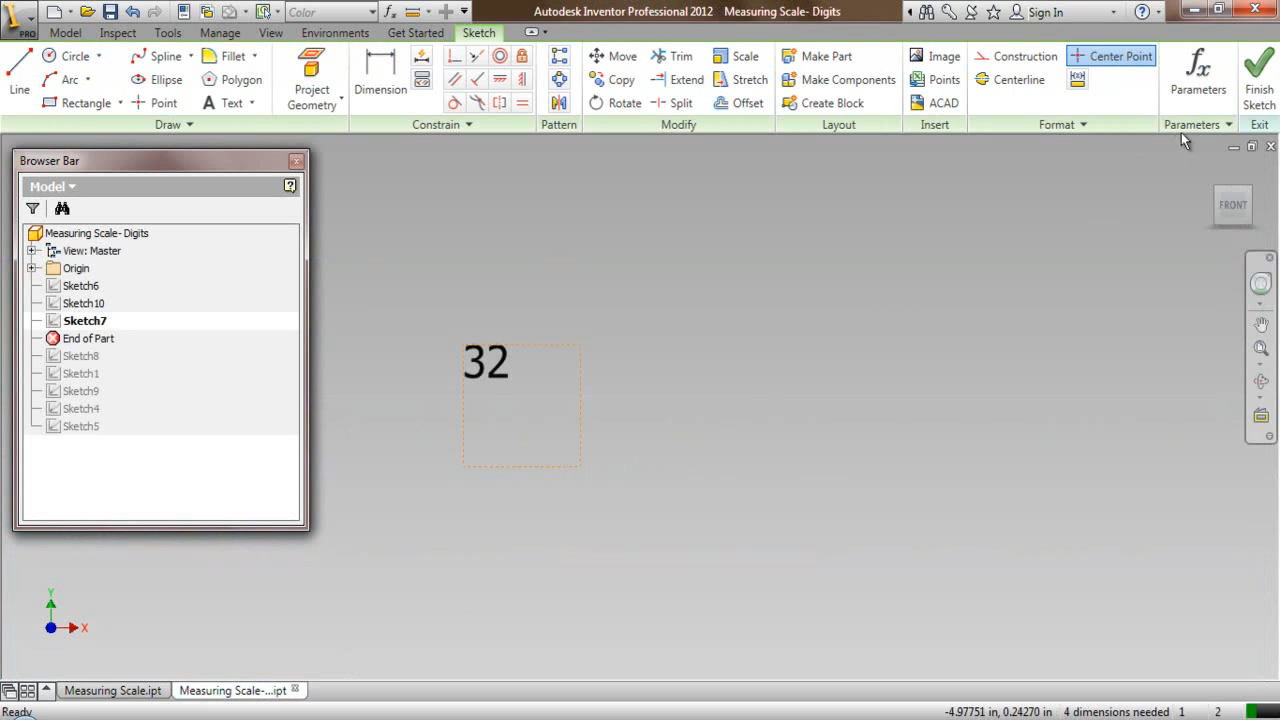 PRO
Color
Autodesk Inventor Professional 2012 Measuring Scale- Digits
Sign In
Model Inspect Tools Manage View Environments Get Started Sketch
Line
Circle
Arc
Rectangle
Spline
Ellipse
Point
Fillet
Polygon
Text
Project
Geometry
Draw
Dimension
Constrain
Pattern
Move
Copy
Rotate
Trim
Extend
Split
Scale
Stretch
Offset
Modify
Make Part
Make Components
Create Block
Layout
Image
Points
ACAD
Insert
Construction
Centerline
Center Point
Format
Parameters
Parameters
Finish
Sketch
Exit
Browser Bar
Model
Measuring Scale- Digits
View: Master
Origin
Sketch6
Sketch10
Sketch7
End of Part
Sketch8
Sketch1
Sketch9
Sketch4
Sketch5
32
FRONT
Y
X
Measuring Scale.ipt
Measuring Scale-...ipt
Ready
-4.97751 in, 0.24270 in 4 dimensions needed 1 2